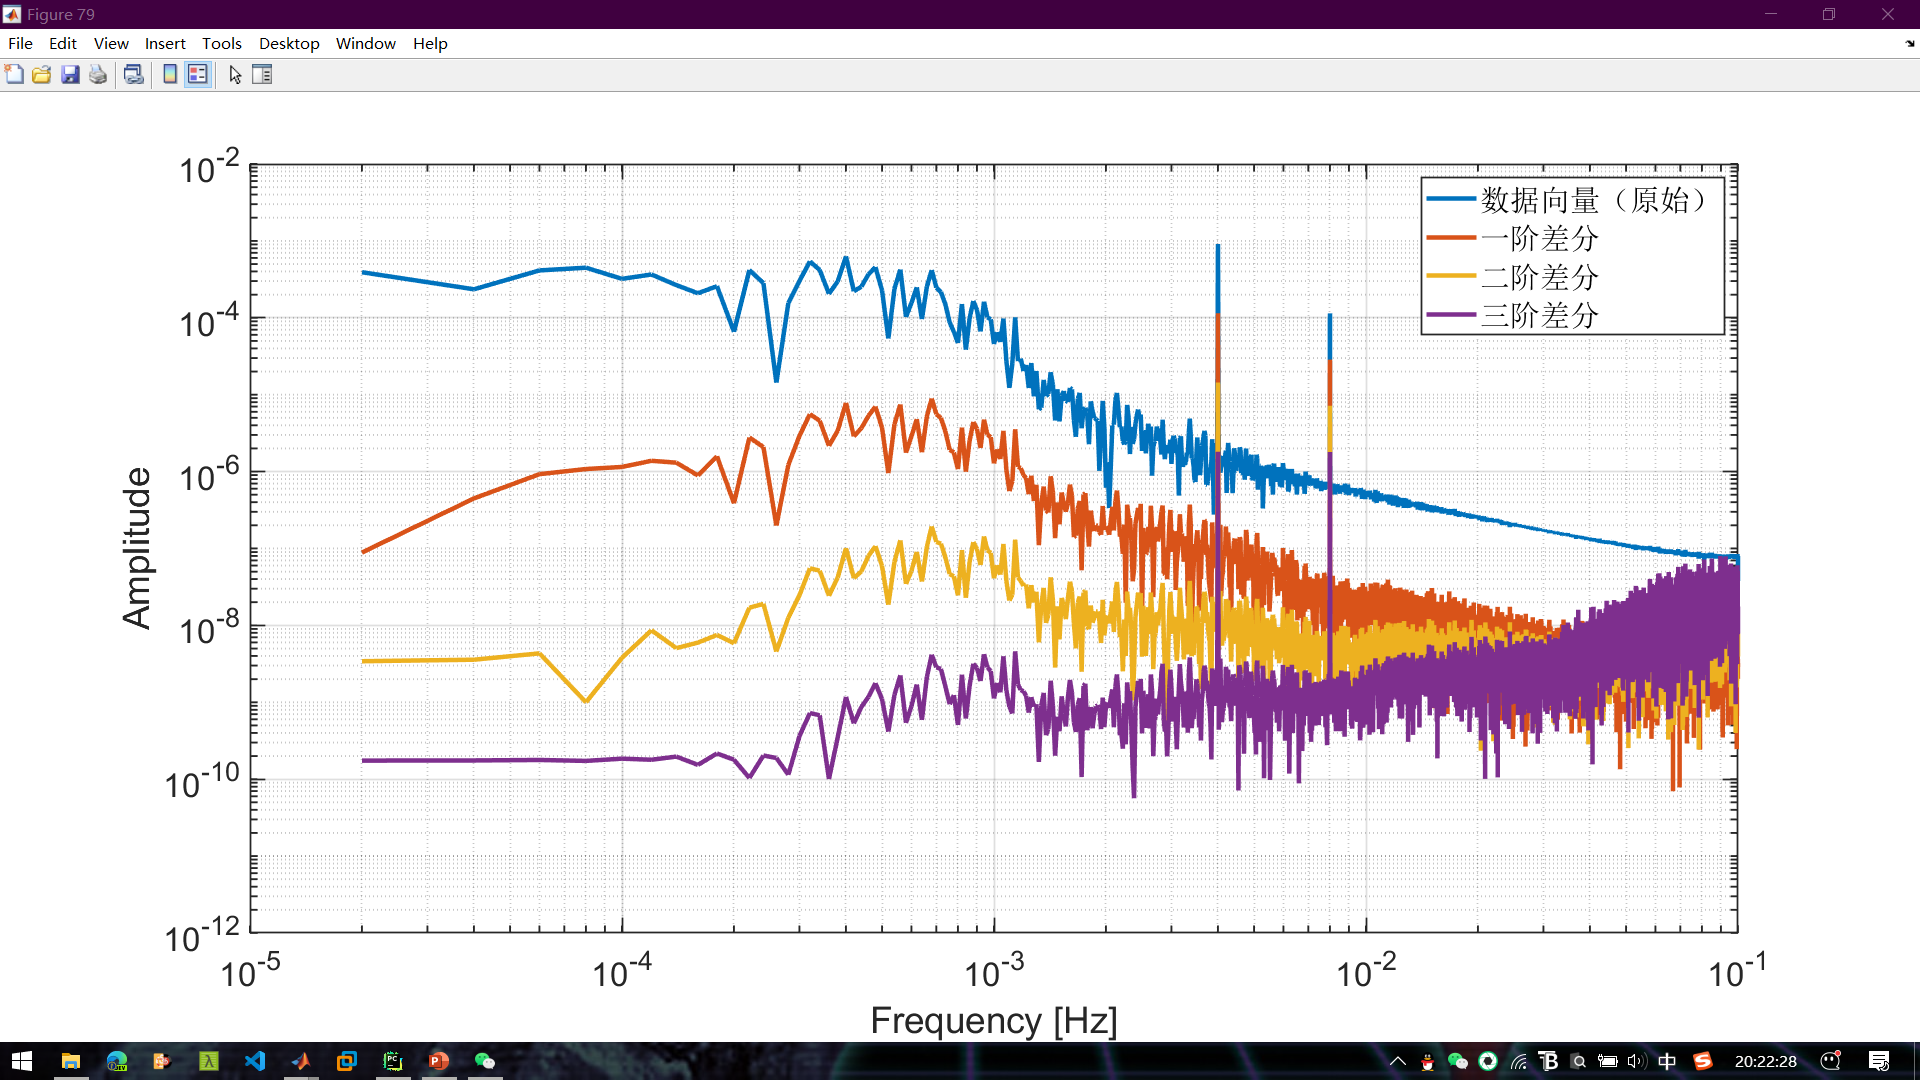 Figure 79
File Edit View Insert Tools Desktop Window Help
10^-2
10^-4
10^-6
10^-8
10^-10
10^-12
Amplitude
数据向量（原始）
一阶差分
二阶差分
三阶差分
10^-5 10^-4 10^-3 10^-2 10^-1
Frequency [Hz]
中 20:22:28